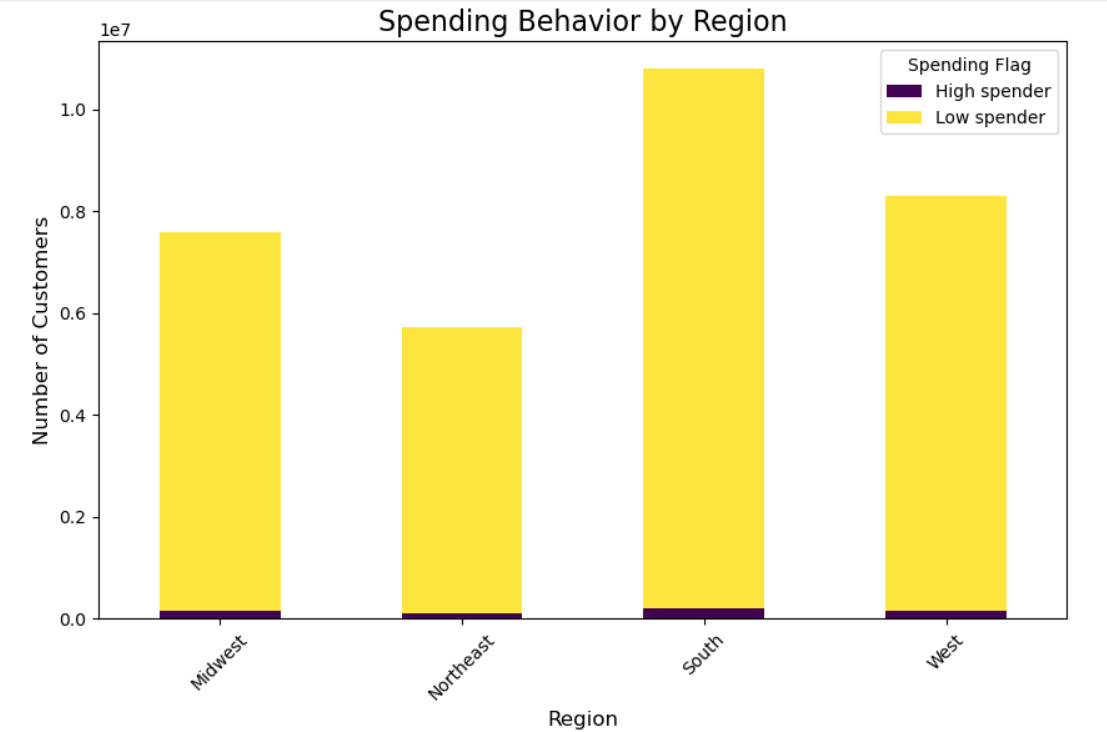 Spending Behavior by Region
1e7
Spending Flag
High spender
Low spender
1.0
0.8
0.6
0.4
0.2
0.0
Number of Customers
Midwest
Northeast
South
West
Region